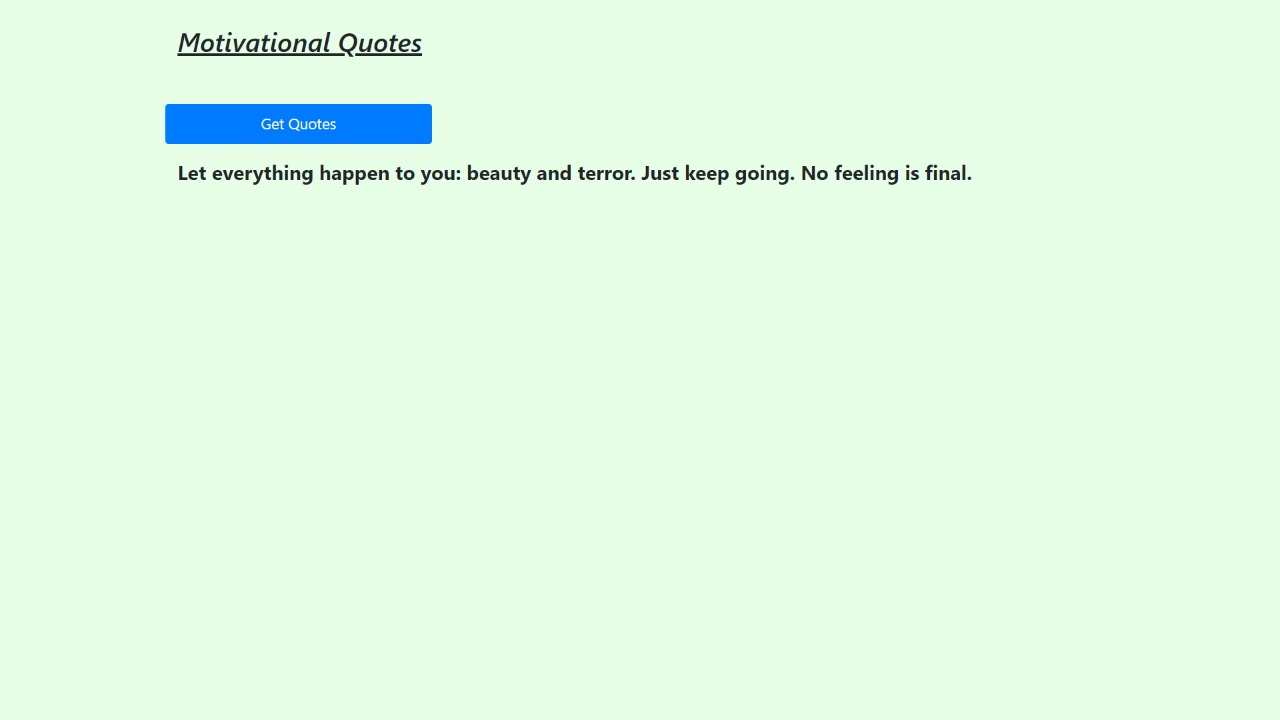 Motivational Quotes
Get Quotes
Let everything happen to you: beauty and terror. Just keep going. No feeling is final.